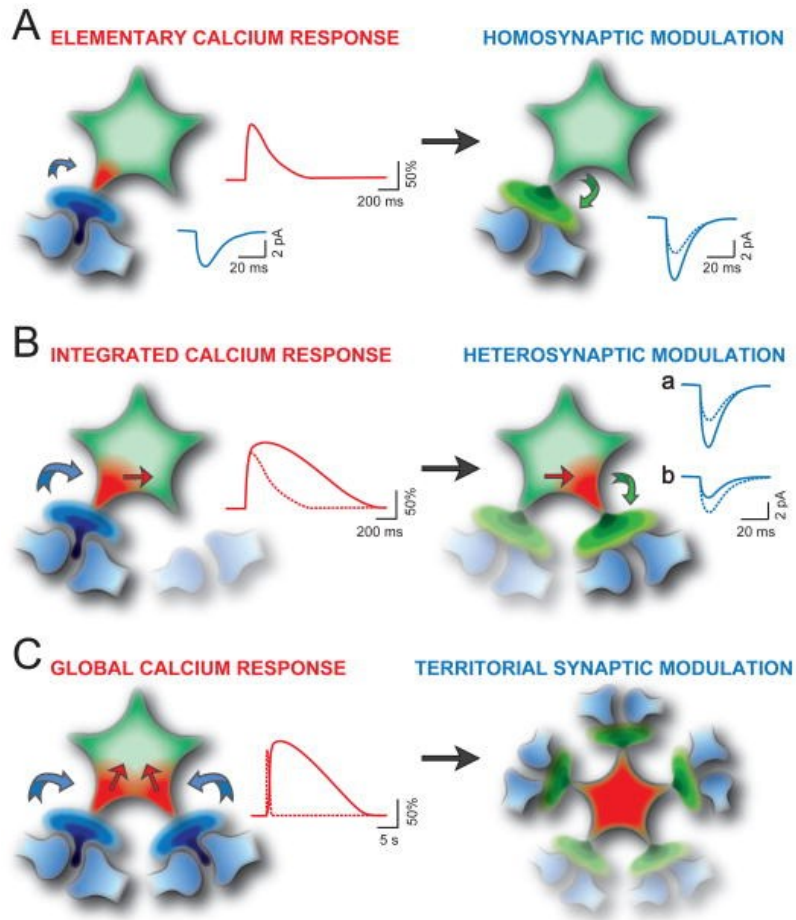 A
ELEMENTARY CALCIUM RESPONSE
HOMOSYNAPTIC MODULATION
50%
200 ms
2 pA
20 ms
2 pA
20 ms
B
INTEGRATED CALCIUM RESPONSE
HETEROSYNAPTIC MODULATION
a
b
50%
200 ms
2 pA
20 ms
C
GLOBAL CALCIUM RESPONSE
TERRITORIAL SYNAPTIC MODULATION
50%
5 s